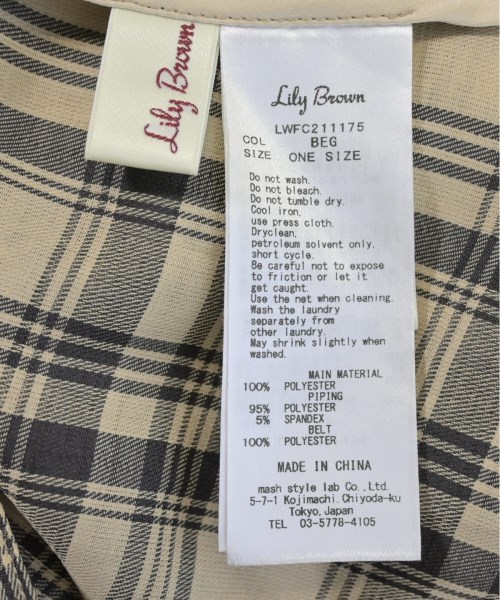 Lily Brown
Lily Brown
LWFC211175
COL BEG
SIZE ONE SIZE
Do not wash.
Do not bleach.
Do not tumble dry.
Cool iron,
use press cloth.
Dryclean,
petroleum solvent only,
short cycle.
Be careful not to expose
to friction or let it
get caught.
Use the net when cleaning.
Wash the laundry
separately from
other laundry.
May shrink slightly when
washed.
MAIN MATERIAL
100% POLYESTER
PIPING
95% POLYESTER
5% SPANDEX
BELT
100% POLYESTER
MADE IN CHINA
mash style lab Co., Ltd.
5-7-1 Kojimachi, Chiyoda-ku
Tokyo, Japan
TEL 03-5778-4105